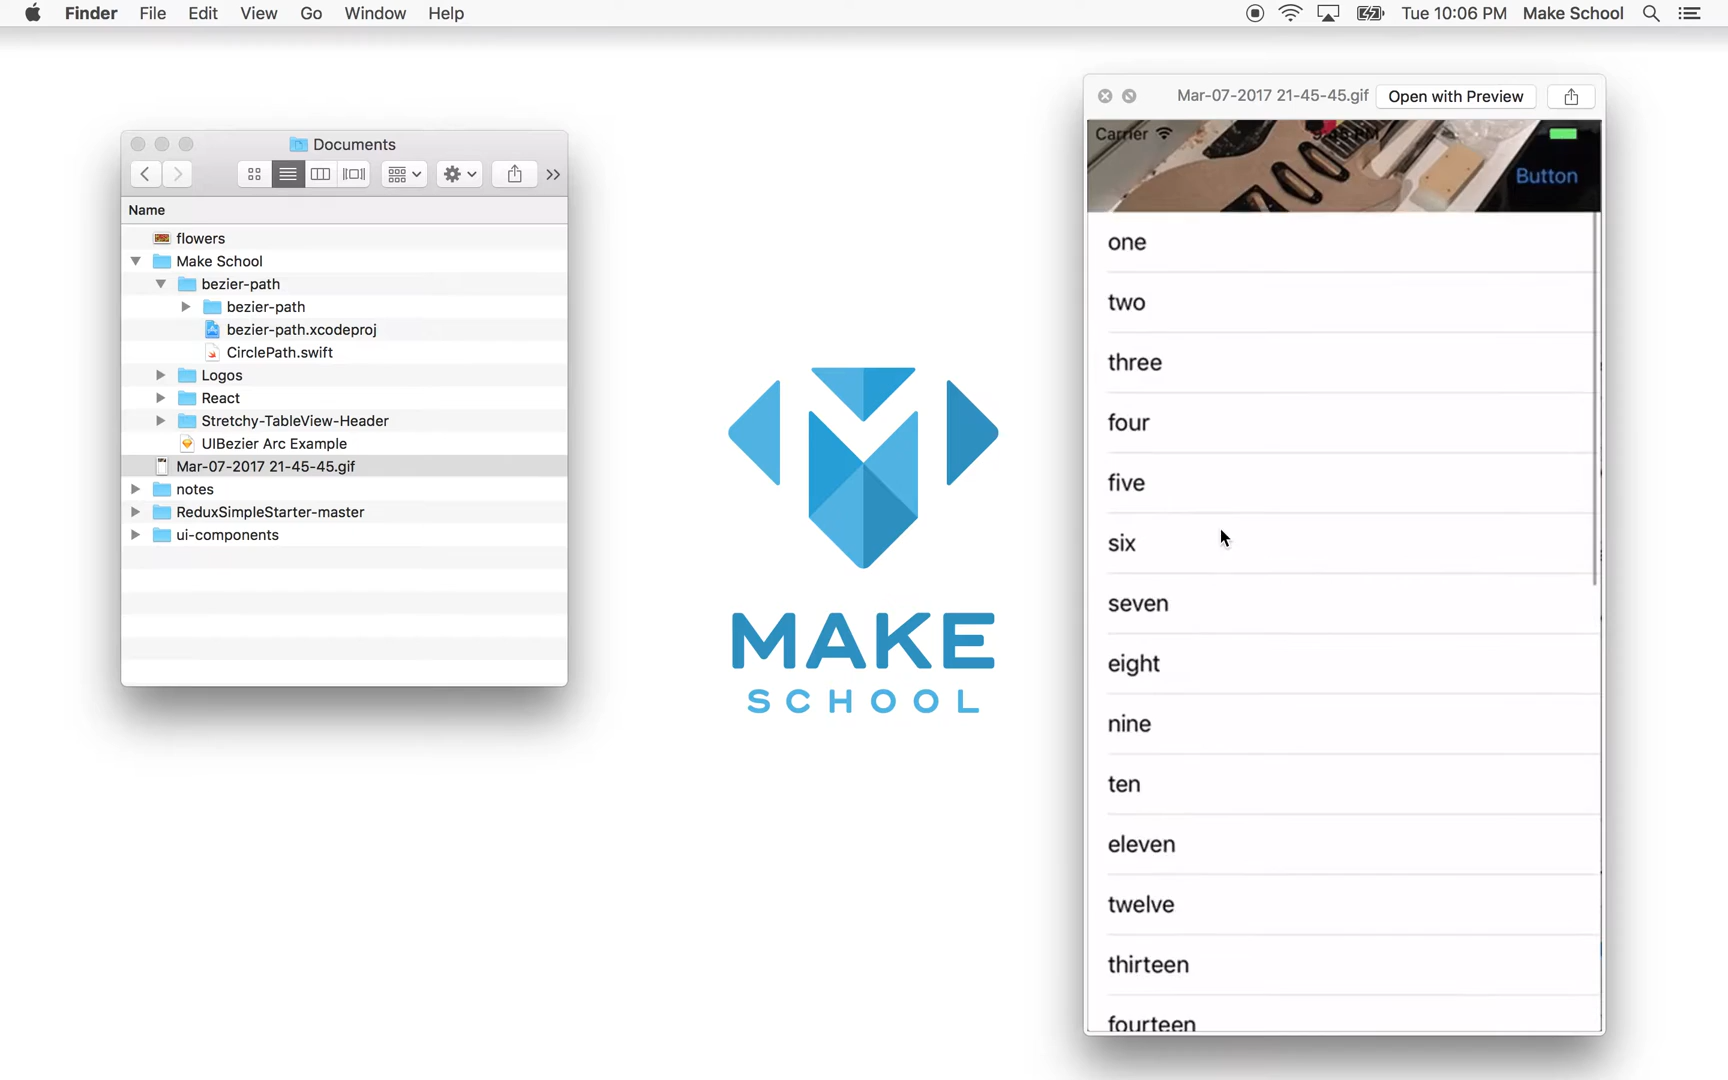 Finder File Edit View Go Window Help Tue 10:06 PM Make School
Documents
Name
flowers
Make School
bezier-path
bezier-path
bezier-path.xcodeproj
CirclePath.swift
Logos
React
Stretchy-TableView-Header
UIBezier Arc Example
Mar-07-2017 21-45-45.gif
notes
ReduxSimpleStarter-master
ui-components
MAKE
SCHOOL
Mar-07-2017 21-45-45.gif Open with Preview
Carrier
Button
one
two
three
four
five
six
seven
eight
nine
ten
eleven
twelve
thirteen
fourteen